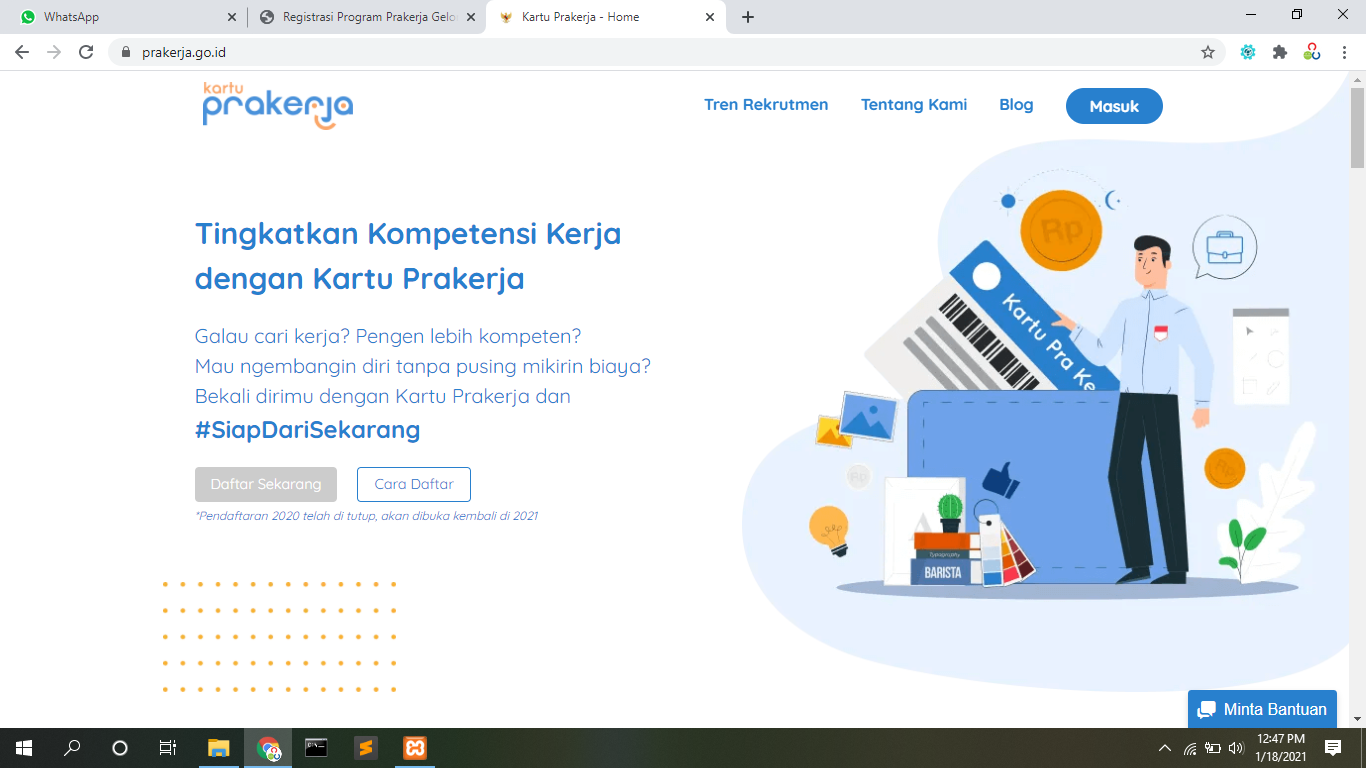 WhatsApp
Registrasi Program Prakerja Gelo
Kartu Prakerja - Home
prakerja.go.id
kartu
prakerja
Tren Rekrutmen
Tentang Kami
Blog
Masuk
Tingkatkan Kompetensi Kerja
dengan Kartu Prakerja
Galau cari kerja? Pengen lebih kompeten?
Mau ngembangin diri tanpa pusing mikirin biaya?
Bekali dirimu dengan Kartu Prakerja dan
#SiapDariSekarang
Daftar Sekarang
Cara Daftar
*Pendaftaran 2020 telah di tutup, akan dibuka kembali di 2021
Rp
Kartu Pra Ke
Rp
Rp
A
Typography
BARISTA
Minta Bantuan
12:47 PM
1/18/2021